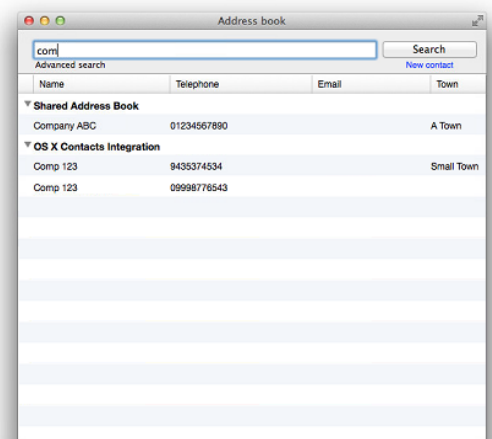 Address book
com
Search
Advanced search
New contact
Name Telephone Email Town
Shared Address Book
Company ABC 01234567890 A Town
OS X Contacts Integration
Comp 123 9435374534 Small Town
Comp 123 09998776543